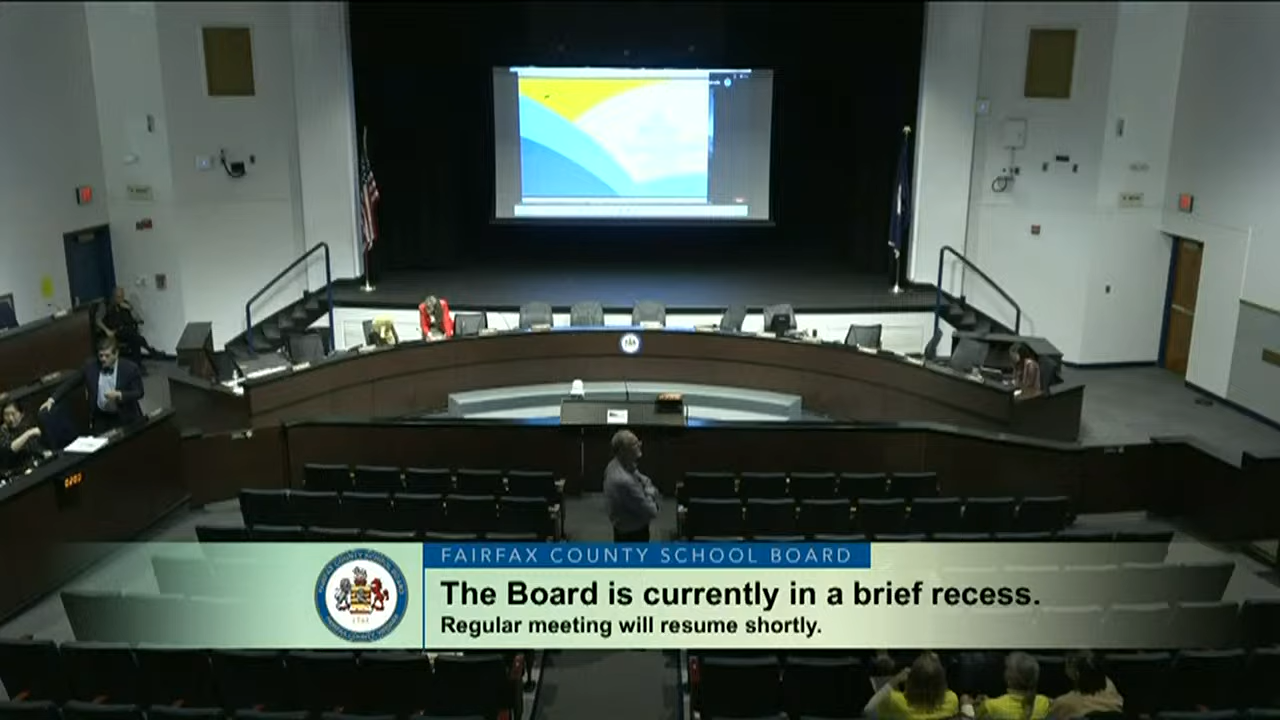 FAIRFAX COUNTY SCHOOL BOARD
The Board is currently in a brief recess.
Regular meeting will resume shortly.